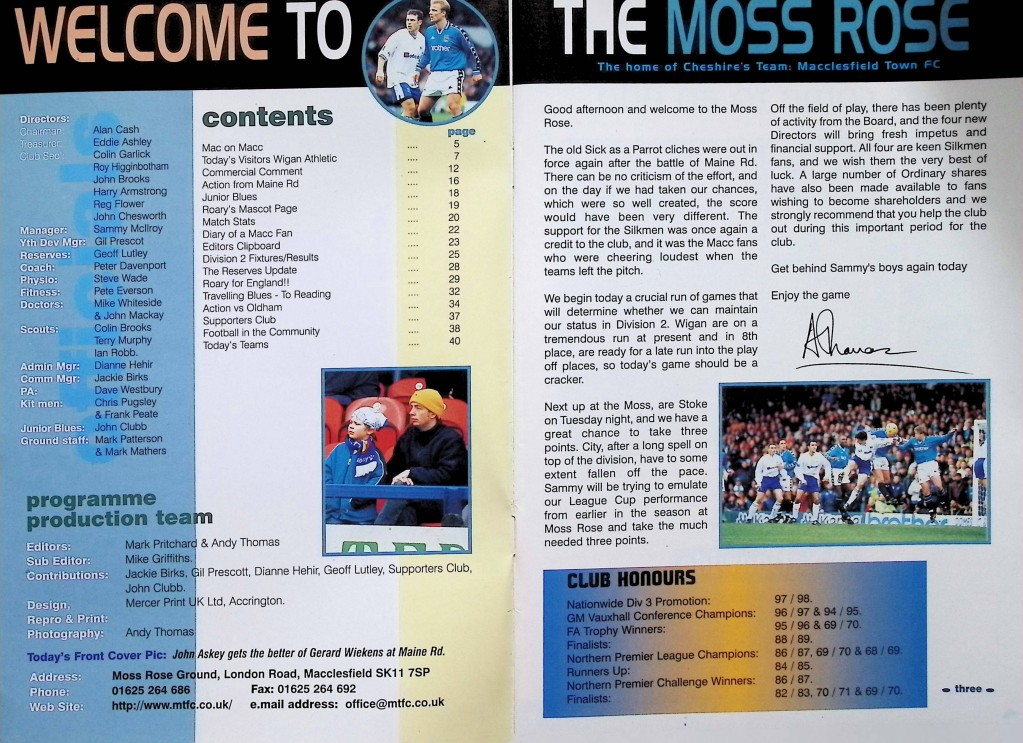 WELCOME TO
THE MOSS ROSE
The home of Cheshire's Team: Macclesfield Town FC
Directors:
Chairman: Alan Cash
Treasurer: Eddie Ashley
Club Sec: Colin Garlick
Roy Higginbotham
John Brooks
Harry Armstrong
Reg Flower
John Chesworth
Manager: Sammy McIlroy
Yth Dev Mgr: Gil Prescot
Reserves: Geoff Lutley
Coach: Peter Davenport
Physio: Steve Wade
Fitness: Pete Everson
Doctors: Mike Whiteside
& John Mackay
Scouts: Colin Brooks
Terry Murphy
Ian Robb.
Admin Mgr: Dianne Hehir
Comm Mgr: Jackie Birks
PA: Dave Westbury
Kit men: Chris Pugsley
& Frank Peate
Junior Blues: John Clubb
Ground staff: Mark Patterson
& Mark Mathers
contents
page
Mac on Macc .... 5
Today's Visitors Wigan Athletic .... 7
Commercial Comment .... 12
Action from Maine Rd .... 16
Junior Blues .... 18
Roary's Mascot Page .... 19
Match Stats .... 20
Diary of a Macc Fan .... 22
Editors Clipboard .... 23
Division 2 Fixtures/Results .... 25
The Reserves Update .... 28
Roary for England!! .... 29
Travelling Blues - To Reading .... 32
Action vs Oldham .... 34
Supporters Club .... 37
Football in the Community .... 38
Today's Teams .... 40
programme
production team
Editors: Mark Pritchard & Andy Thomas
Sub Editor: Mike Griffiths.
Contributions: Jackie Birks, Gil Prescott, Dianne Hehir, Geoff Lutley, Supporters Club,
John Clubb.
Design, Mercer Print UK Ltd, Accrington.
Repro & Print:
Photography: Andy Thomas
Today's Front Cover Pic: John Askey gets the better of Gerard Wiekens at Maine Rd.
Address: Moss Rose Ground, London Road, Macclesfield SK11 7SP
Phone: 01625 264 686 Fax: 01625 264 692
Web Site: http://www.mtfc.co.uk/ e.mail address: office@mtfc.co.uk
Good afternoon and welcome to the Moss
Rose.
The old Sick as a Parrot cliches were out in
force again after the battle of Maine Rd.
There can be no criticism of the effort, and
on the day if we had taken our chances,
which were so well created, the score
would have been very different. The
support for the Silkmen was once again a
credit to the club, and it was the Macc fans
who were cheering loudest when the
teams left the pitch.
We begin today a crucial run of games that
will determine whether we can maintain
our status in Division 2. Wigan are on a
tremendous run at present and in 8th
place, are ready for a late run into the play
off places, so today's game should be a
cracker.
Next up at the Moss, are Stoke
on Tuesday night, and we have a
great chance to take three
points. City, after a long spell on
top of the division, have to some
extent fallen off the pace.
Sammy will be trying to emulate
our League Cup performance
from earlier in the season at
Moss Rose and take the much
needed three points.
Off the field of play, there has been plenty
of activity from the Board, and the four new
Directors will bring fresh impetus and
financial support. All four are keen Silkmen
fans, and we wish them the very best of
luck. A large number of Ordinary shares
have also been made available to fans
wishing to become shareholders and we
strongly recommend that you help the club
out during this important period for the
club.
Get behind Sammy's boys again today
Enjoy the game
brother
CLUB HONOURS
Nationwide Div 3 Promotion: 97 / 98.
GM Vauxhall Conference Champions: 96 / 97 & 94 / 95.
FA Trophy Winners: 95 / 96 & 69 / 70.
Finalists: 88 / 89.
Northern Premier League Champions: 86 / 87, 69 / 70 & 68 / 69.
Runners Up: 84 / 85.
Northern Premier Challenge Winners: 86 / 87.
Finalists: 82 / 83, 70 / 71 & 69 / 70.
three